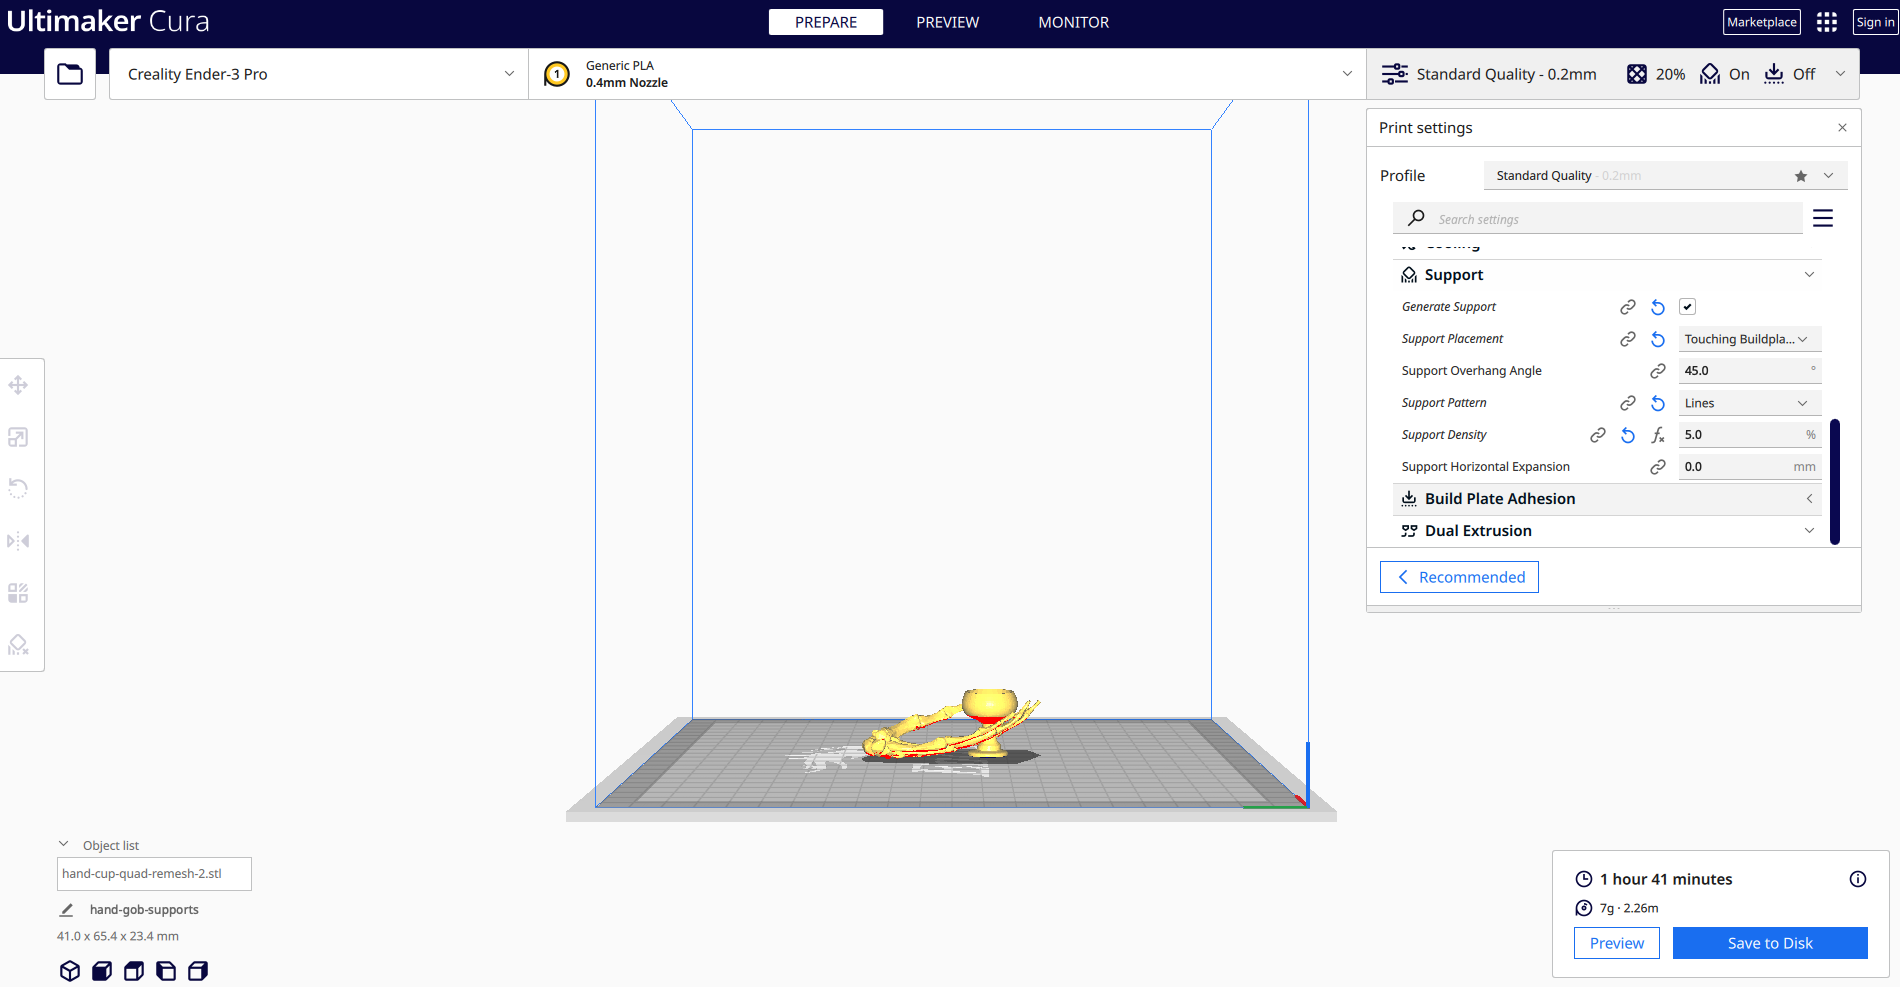 Ultimaker Cura
PREPARE
PREVIEW
MONITOR
Marketplace
Sign in
Creality Ender-3 Pro
1
Generic PLA
0.4mm Nozzle
Standard Quality - 0.2mm
20%
On
Off
Print settings
Profile
Standard Quality - 0.2mm
Search settings
Cooling
Support
Generate Support
Support Placement
Touching Buildpla...
Support Overhang Angle
45.0 °
Support Pattern
Lines
Support Density
5.0 %
Support Horizontal Expansion
0.0 mm
Build Plate Adhesion
Dual Extrusion
Recommended
Object list
hand-cup-quad-remesh-2.stl
hand-gob-supports
41.0 x 65.4 x 23.4 mm
1 hour 41 minutes
7g · 2.26m
Preview
Save to Disk